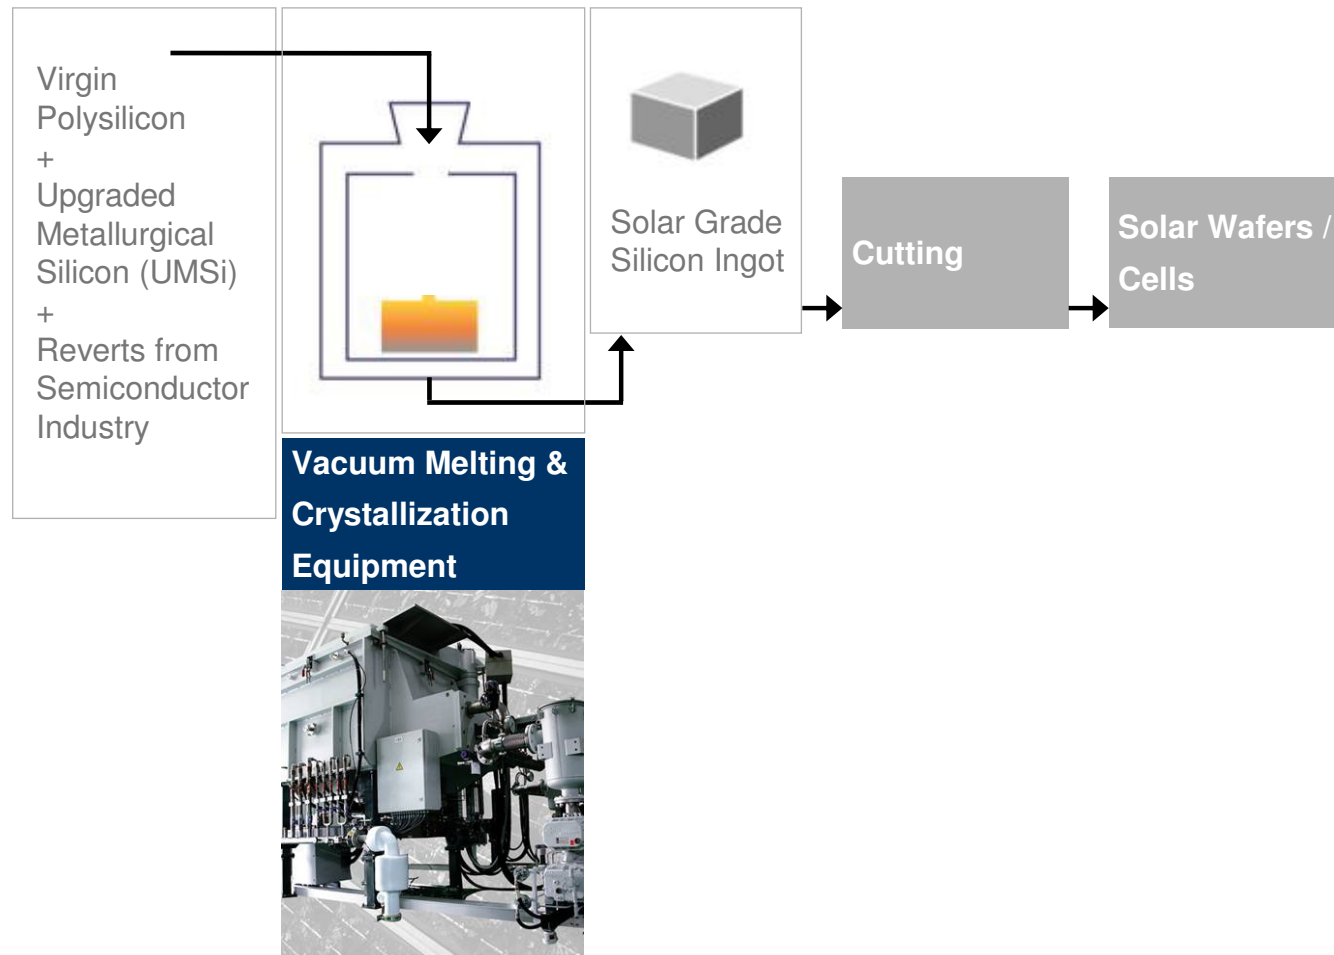 Virgin
Polysilicon
+
Upgraded
Metallurgical
Silicon (UMSi)
+
Reverts from
Semiconductor
Industry
Vacuum Melting &
Crystallization
Equipment
Solar Grade
Silicon Ingot
Cutting
Solar Wafers /
Cells